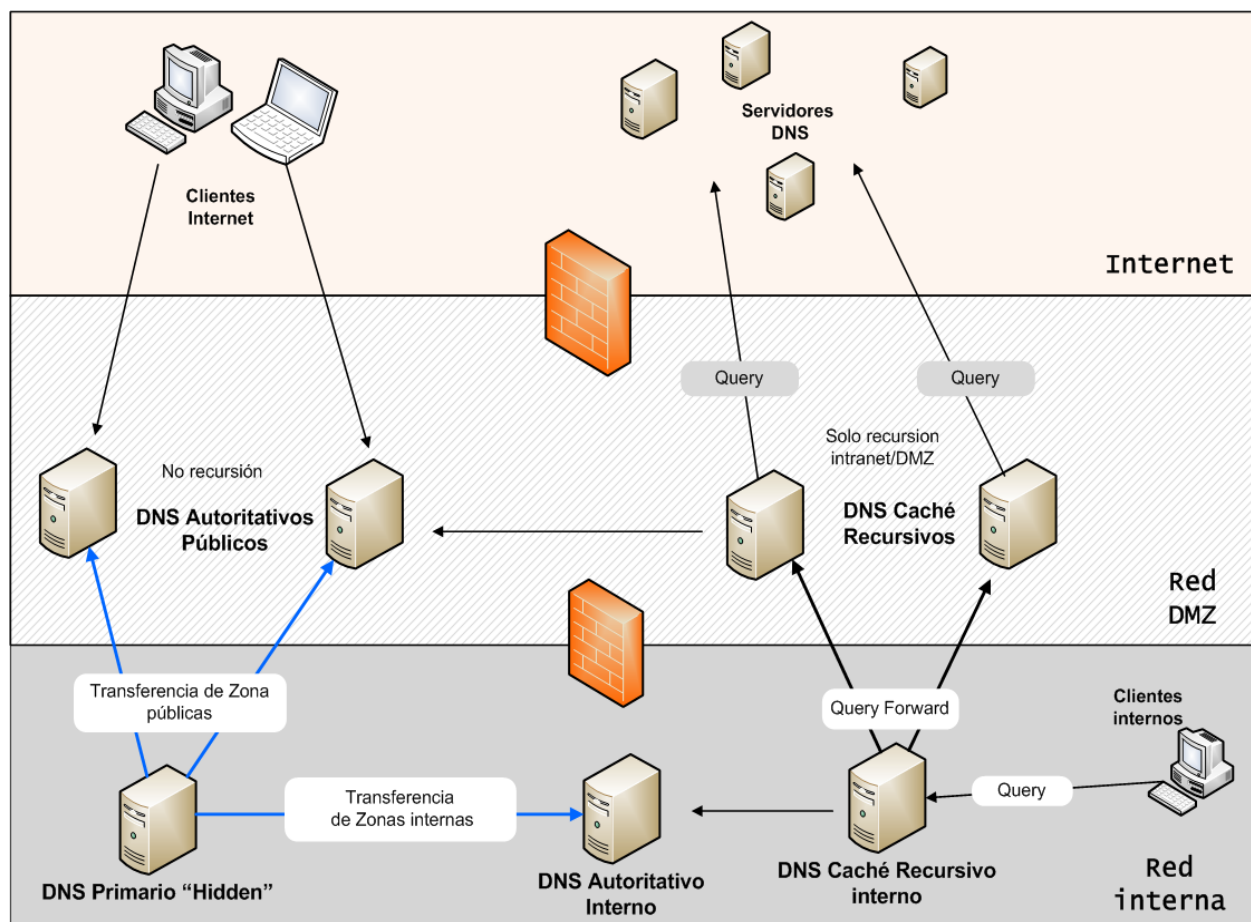 Servidores
DNS
Clientes
Internet
Internet
Query
Query
No recursión
DNS Autoritativos
Públicos
Solo recursion
intranet/DMZ
DNS Caché
Recursivos
Red
DMZ
Transferencia de Zona
públicas
Query Forward
Clientes
internos
Query
Transferencia
de Zonas internas
DNS Primario “Hidden”
DNS Autoritativo
Interno
DNS Caché Recursivo
interno
Red
interna